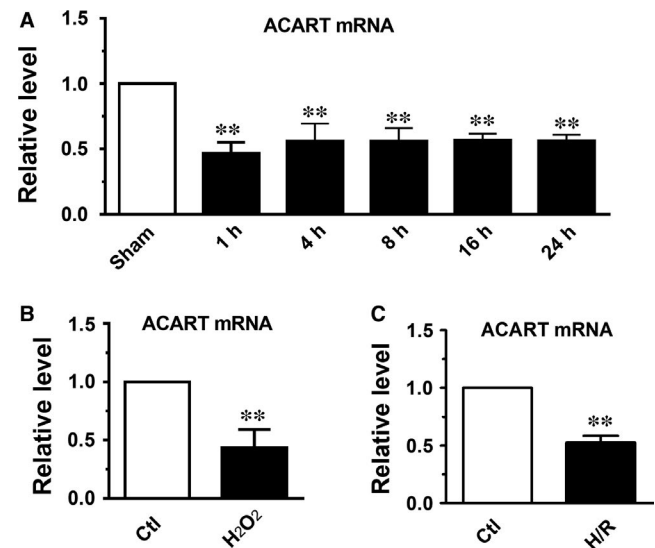 A
ACART mRNA
Relative level
1.5
1.0
0.5
0.0
** ** ** ** **
Sham 1 h 4 h 8 h 16 h 24 h
B
ACART mRNA
Relative level
1.5
1.0
0.5
0.0
**
Ctl H₂O₂
C
ACART mRNA
Relative level
1.5
1.0
0.5
0.0
**
Ctl H/R